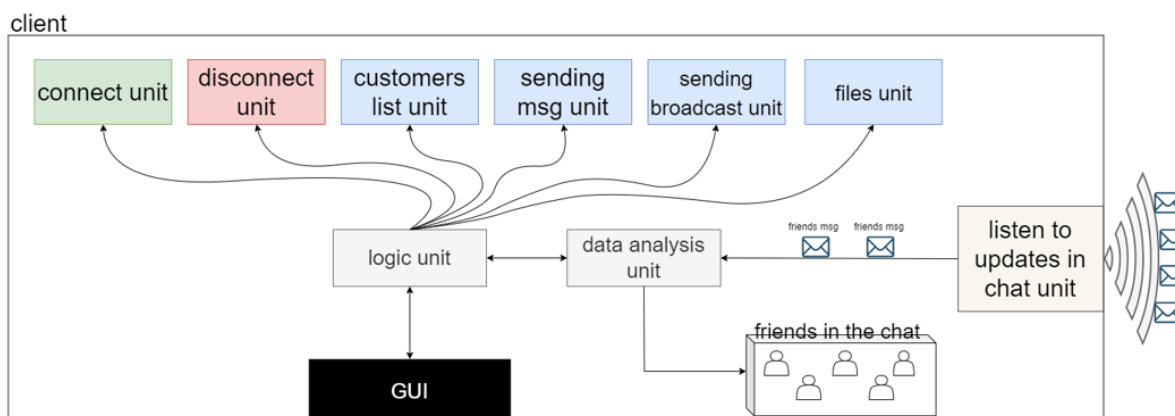 client
connect unit
disconnect
unit
customers
list unit
sending
msg unit
sending
broadcast unit
files unit
logic unit
data analysis
unit
friends msg
friends msg
listen to
updates in
chat unit
friends in the chat
GUI